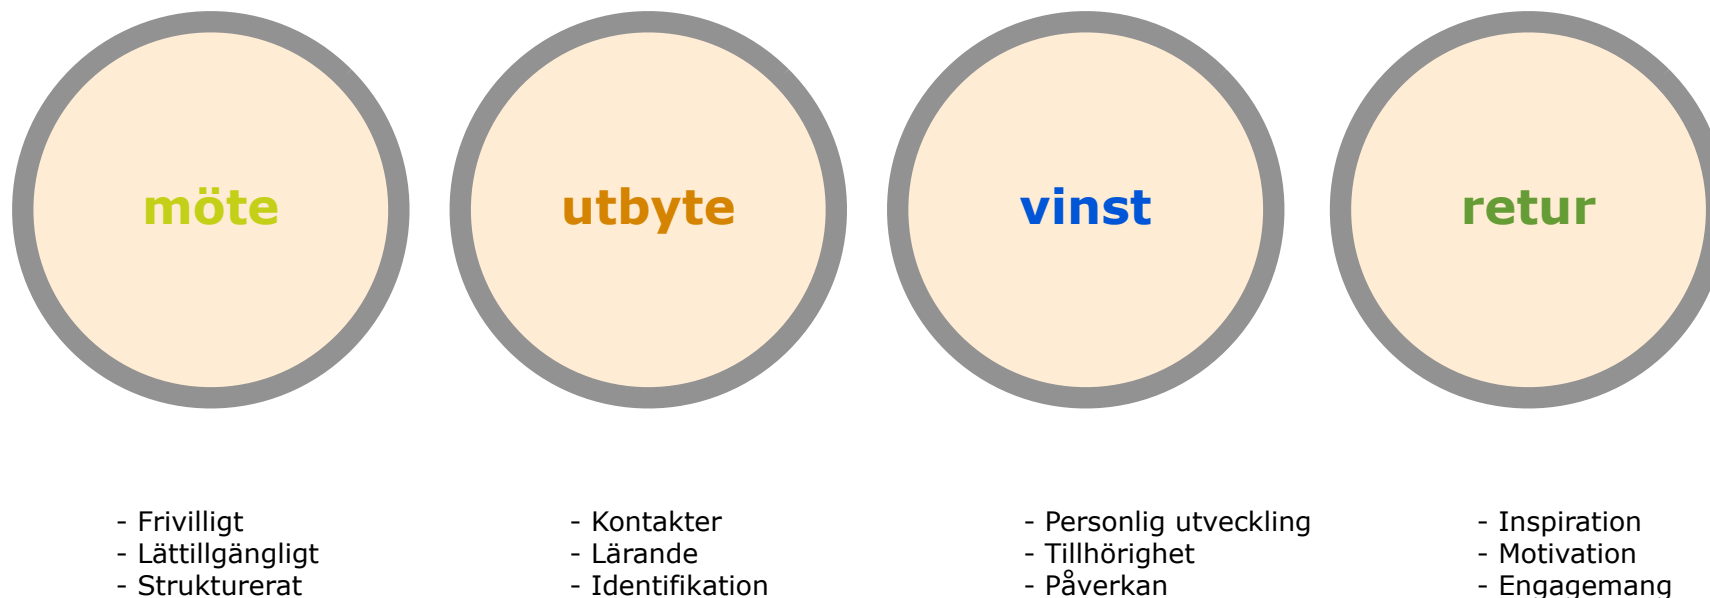 möte
utbyte
vinst
retur
- Frivilligt
- Lättillgängligt
- Strukturerat
- Kontakter
- Lärande
- Identifikation
- Personlig utveckling
- Tillhörighet
- Påverkan
- Inspiration
- Motivation
- Engagemang